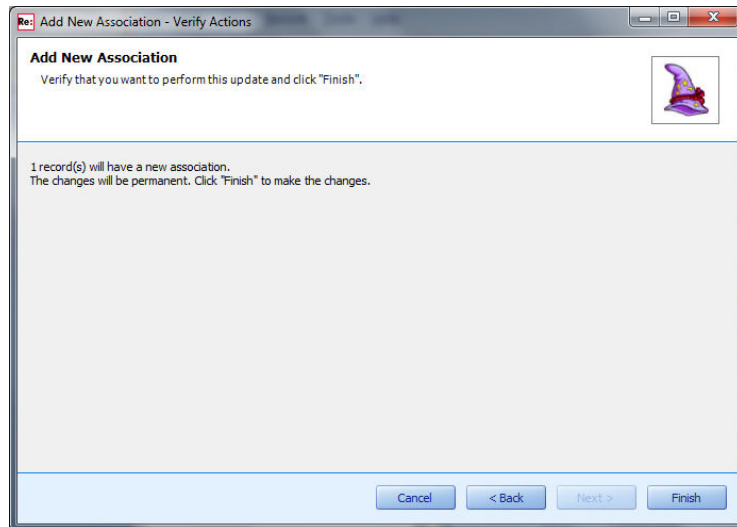 Re: Add New Association - Verify Actions
Add New Association
Verify that you want to perform this update and click "Finish".
1 record(s) will have a new association.
The changes will be permanent. Click "Finish" to make the changes.
Cancel < Back Next > Finish